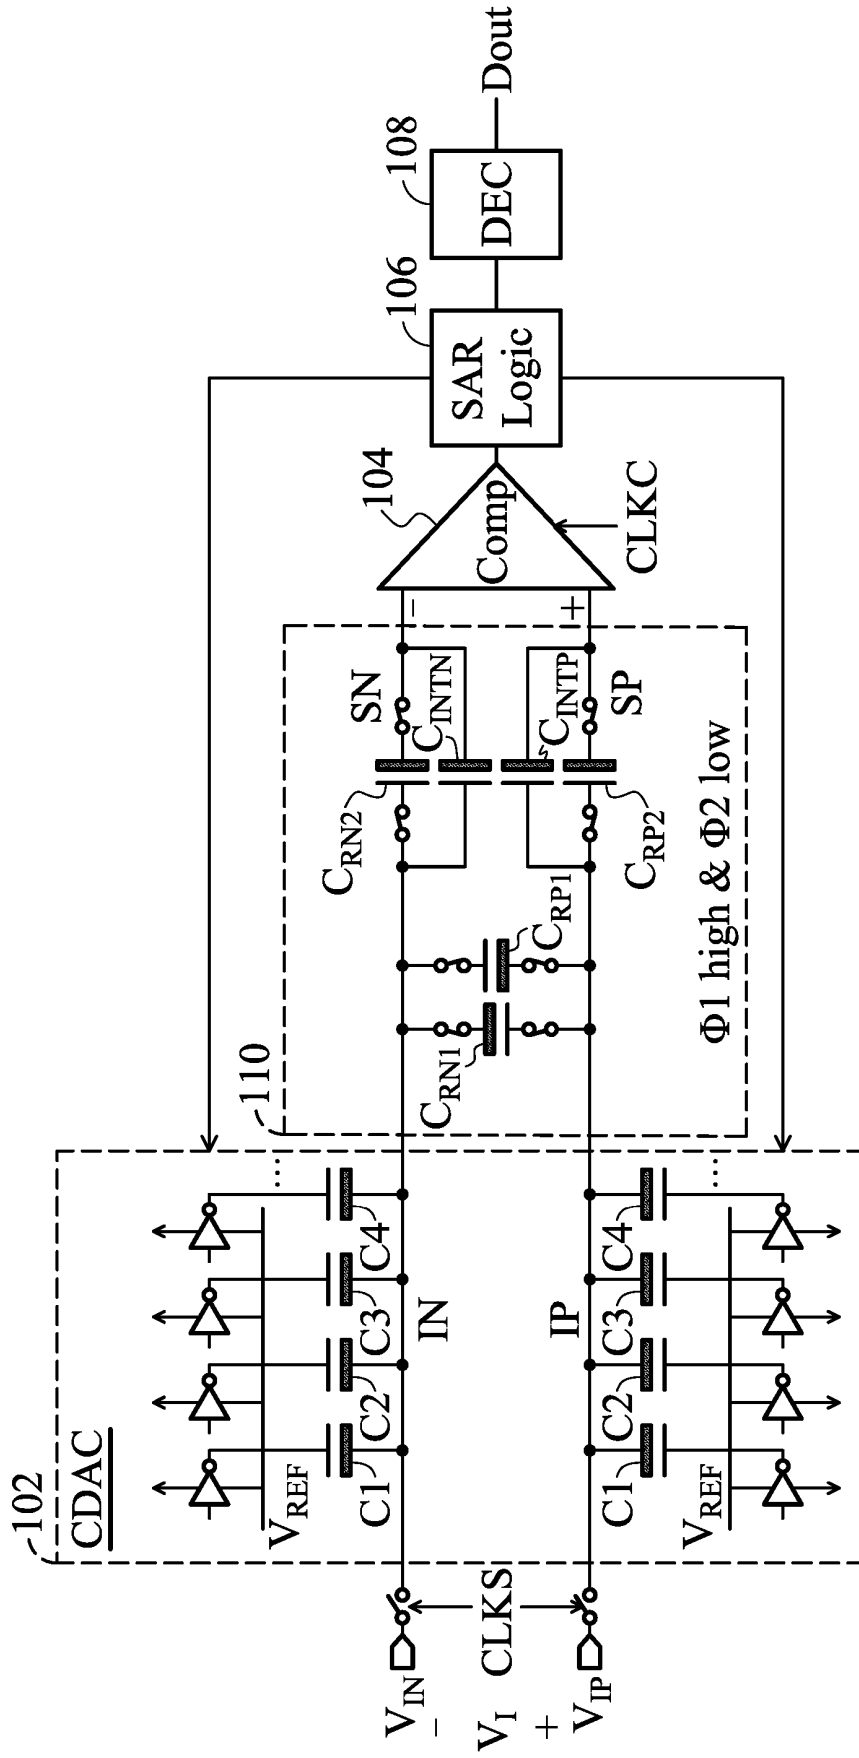 102
CDAC
V_REF
C1
C2
C3
C4
...
V_IN
−
V_I
+
V_IP
CLKS
IN
IP
C1
C2
C3
C4
...
V_REF
110
C_RN1
C_RP1
C_RN2
SN
C_INTN
C_INTP
SP
C_RP2
Φ1 high & Φ2 low
−
+
104
Comp
CLKC
106
SAR
Logic
108
DEC
Dout